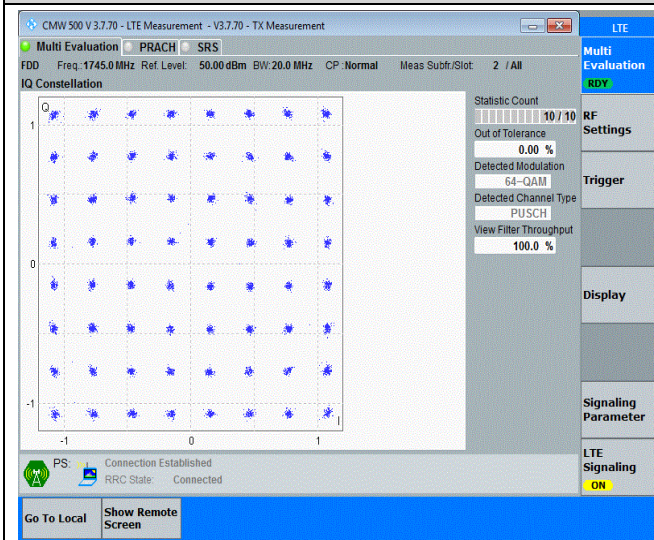 CMW 500 V 3.7.70 - LTE Measurement - V3.7.70 - TX Measurement
LTE
Multi Evaluation PRACH SRS
FDD Freq.:1745.0 MHz Ref. Level: 50.00 dBm BW:20.0 MHz CP :Normal Meas Subfr./Slot: 2 / All
IQ Constellation
Q
1
0
-1
-1 0 1
I
Statistic Count
10 / 10
Out of Tolerance
0.00 %
Detected Modulation
64-QAM
Detected Channel Type
PUSCH
View Filter Throughput
100.0 %
Multi
Evaluation
RDY
RF
Settings
Trigger
Display
Signaling
Parameter
LTE
Signaling
ON
PS: Connection Established
RRC State: Connected
Go To Local
Show Remote
Screen